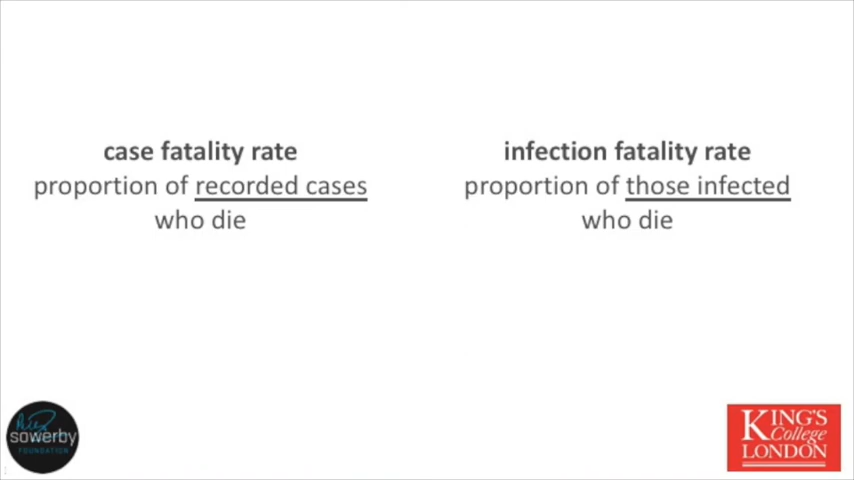 case fatality rate
proportion of recorded cases
who die
infection fatality rate
proportion of those infected
who die
sowerby
FOUNDATION
KING'S
College
LONDON